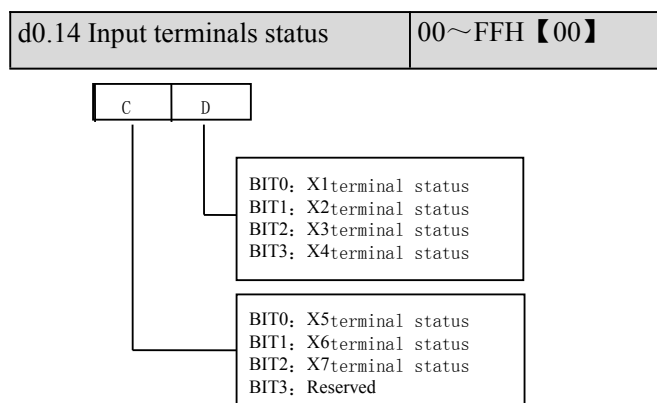 d0.14 Input terminals status 00～FFH【00】
C D
BIT0：X1terminal status
BIT1：X2terminal status
BIT2：X3terminal status
BIT3：X4terminal status
BIT0：X5terminal status
BIT1：X6terminal status
BIT2：X7terminal status
BIT3：Reserved